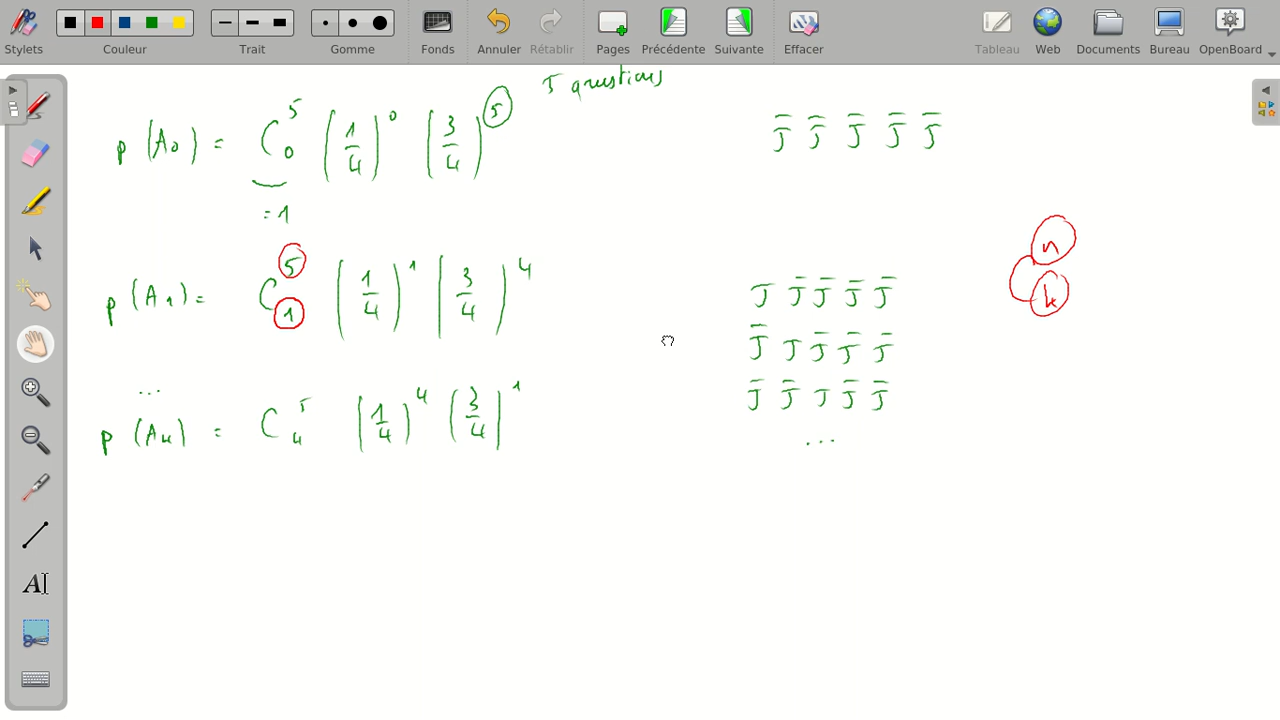 Stylets Couleur Trait Gomme Fonds Annuler Rétablir Pages Précédente Suivante Effacer Tableau Web Documents Bureau OpenBoard
5 questions
p (A₀) = C₀⁵ (1/4)⁰ (3/4)⁵ J̄ J̄ J̄ J̄ J̄
= 1
p (A₁) = C₁⁵ (1/4)¹ (3/4)⁴ J J̄ J̄ J̄ J̄ Cₖⁿ
J̄ J J̄ J̄ J̄
... J̄ J̄ J J̄ J̄
p (A₄) = C₄⁵ (1/4)⁴ (3/4)¹ ...
AI